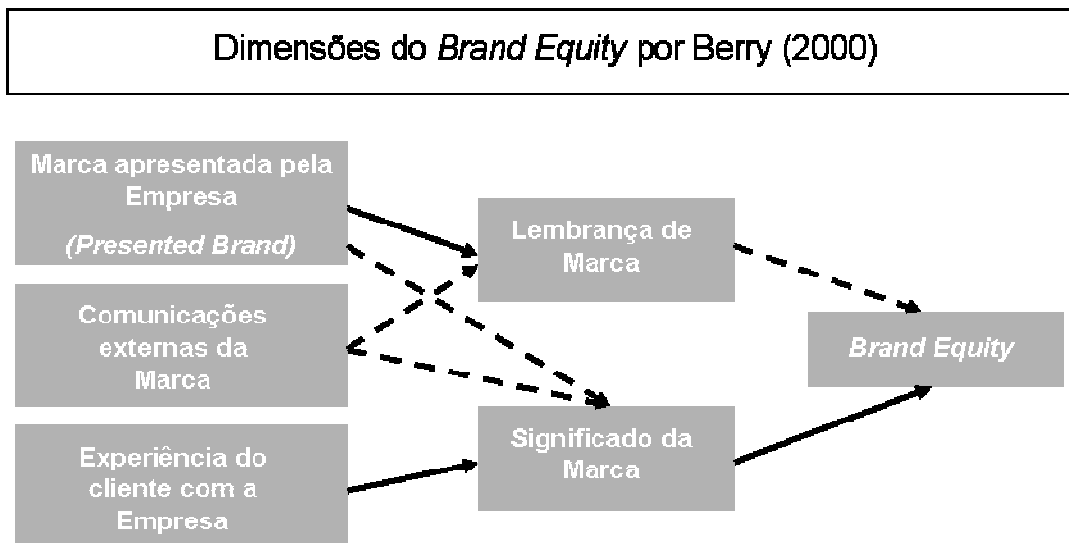 Dimensões do Brand Equity por Berry (2000)
Marca apresentada pela
Empresa
(Presented Brand)
Comunicações
externas da
Marca
Experiência do
cliente com a
Empresa
Lembrança de
Marca
Significado da
Marca
Brand Equity